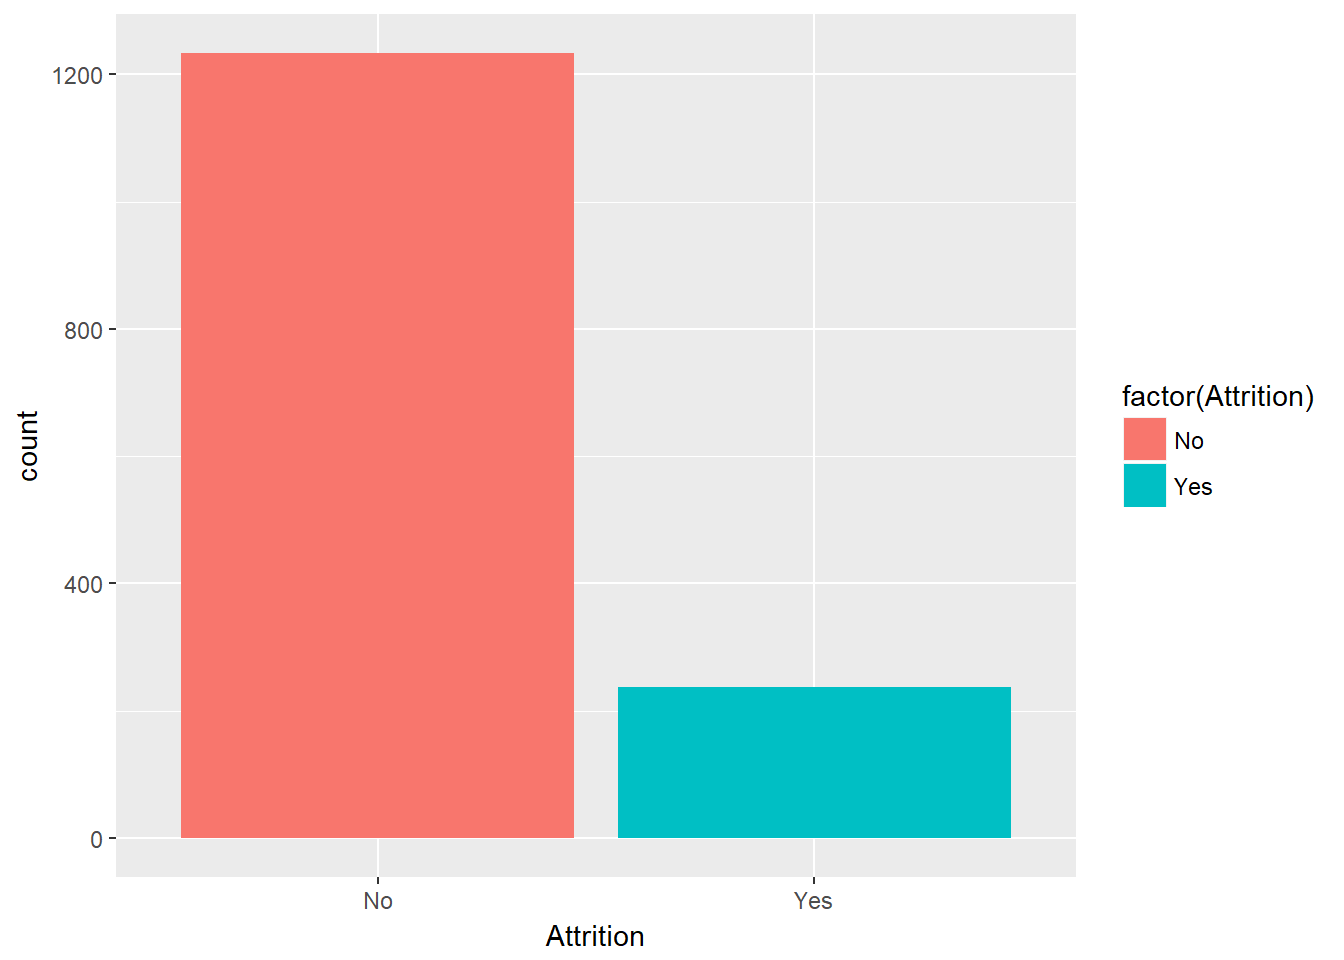 1200
800
400
0
count
No
Yes
Attrition
factor(Attrition)
No
Yes